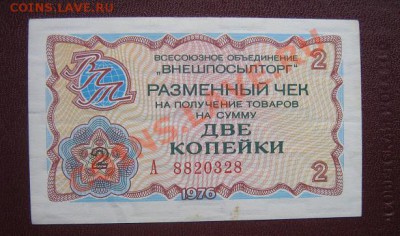 COINS.LAVE.RU
ВСЕСОЮЗНОЕ ОБЪЕДИНЕНИЕ
"ВНЕШПОСЫЛТОРГ"
2
ВПТ
РАЗМЕННЫЙ ЧЕК
НА ПОЛУЧЕНИЕ ТОВАРОВ
НА СУММУ
ДВЕ
КОПЕЙКИ
2
А 8820328
2
1976